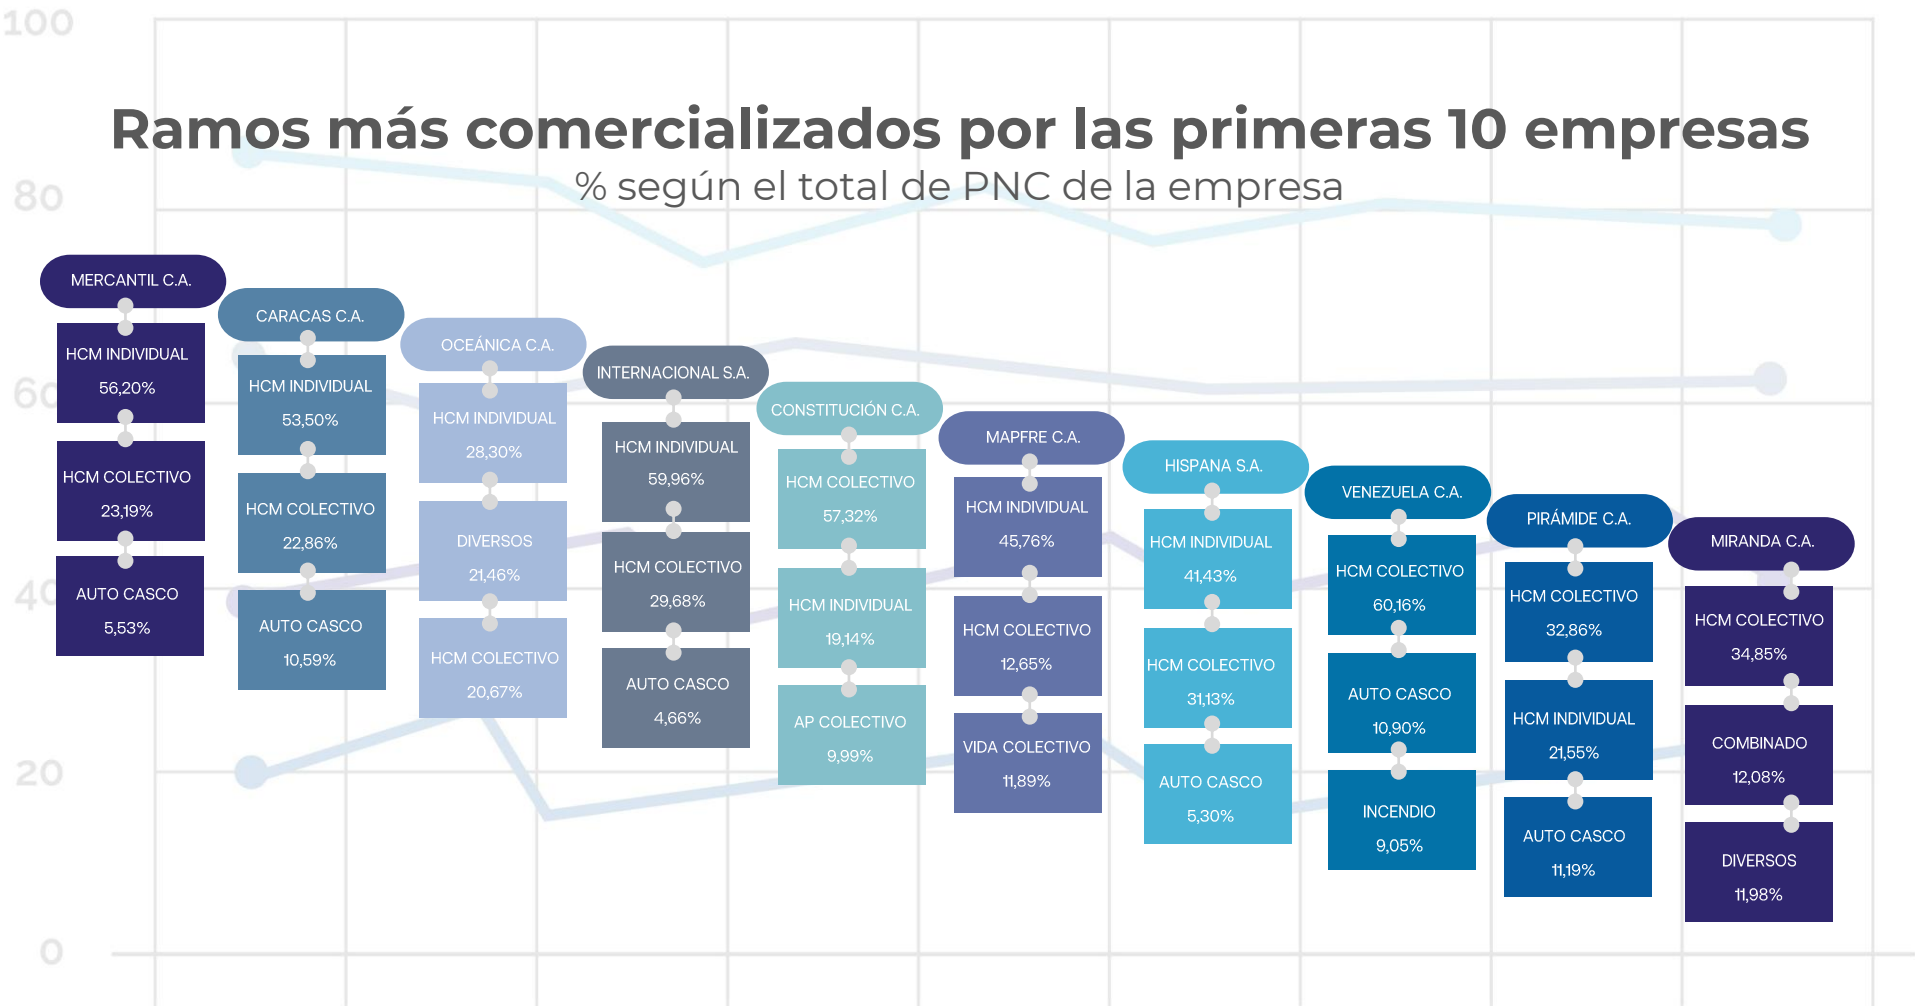 100
Ramos más comercializados por las primeras 10 empresas
% según el total de PNC de la empresa
80
60
40
20
0
MERCANTIL C.A.
HCM INDIVIDUAL
56,20%
HCM COLECTIVO
23,19%
AUTO CASCO
5,53%
CARACAS C.A.
HCM INDIVIDUAL
53,50%
HCM COLECTIVO
22,86%
AUTO CASCO
10,59%
OCEÁNICA C.A.
HCM INDIVIDUAL
28,30%
DIVERSOS
21,46%
HCM COLECTIVO
20,67%
INTERNACIONAL S.A.
HCM INDIVIDUAL
59,96%
HCM COLECTIVO
29,68%
AUTO CASCO
4,66%
CONSTITUCIÓN C.A.
HCM COLECTIVO
57,32%
HCM INDIVIDUAL
19,14%
AP COLECTIVO
9,99%
MAPFRE C.A.
HCM INDIVIDUAL
45,76%
HCM COLECTIVO
12,65%
VIDA COLECTIVO
11,89%
HISPANA S.A.
HCM INDIVIDUAL
41,43%
HCM COLECTIVO
31,13%
AUTO CASCO
5,30%
VENEZUELA C.A.
HCM COLECTIVO
60,16%
AUTO CASCO
10,90%
INCENDIO
9,05%
PIRÁMIDE C.A.
HCM COLECTIVO
32,86%
HCM INDIVIDUAL
21,55%
AUTO CASCO
11,19%
MIRANDA C.A.
HCM COLECTIVO
34,85%
COMBINADO
12,08%
DIVERSOS
11,98%